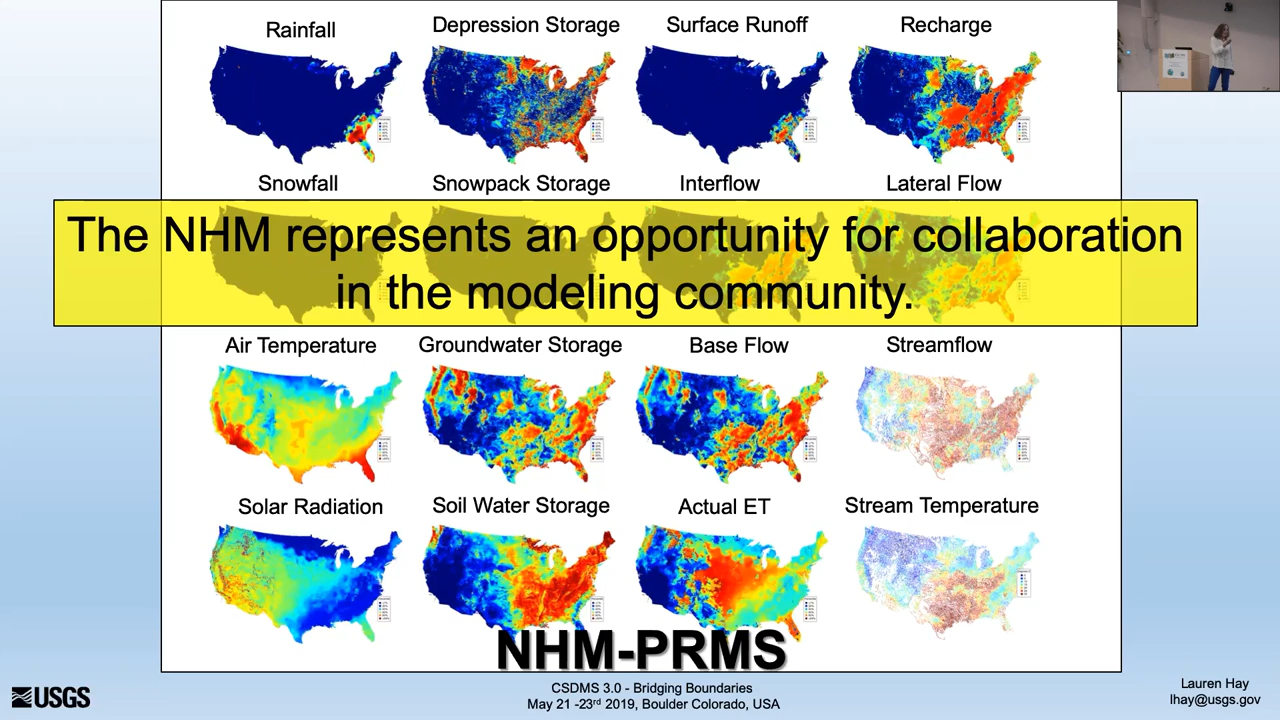 Rainfall
Depression Storage
Surface Runoff
Recharge
Snowfall
Snowpack Storage
Interflow
Lateral Flow
The NHM represents an opportunity for collaboration
in the modeling community.
Air Temperature
Groundwater Storage
Base Flow
Streamflow
Solar Radiation
Soil Water Storage
Actual ET
Stream Temperature
NHM-PRMS
USGS
CSDMS 3.0 - Bridging Boundaries
May 21 -23rd 2019, Boulder Colorado, USA
Lauren Hay
lhay@usgs.gov